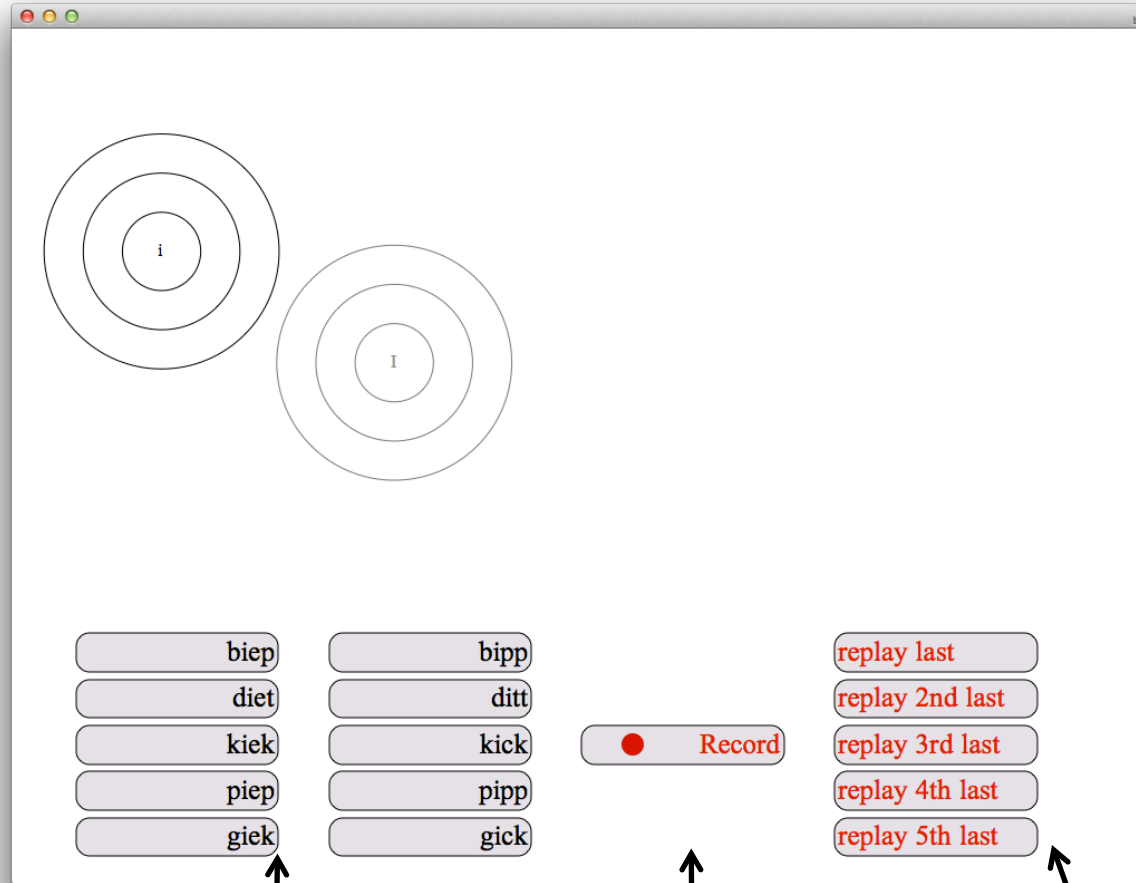 i
I
biep
bipp
replay last
diet
ditt
replay 2nd last
kiek
kick
Record
replay 3rd last
piep
pipp
replay 4th last
giek
gick
replay 5th last